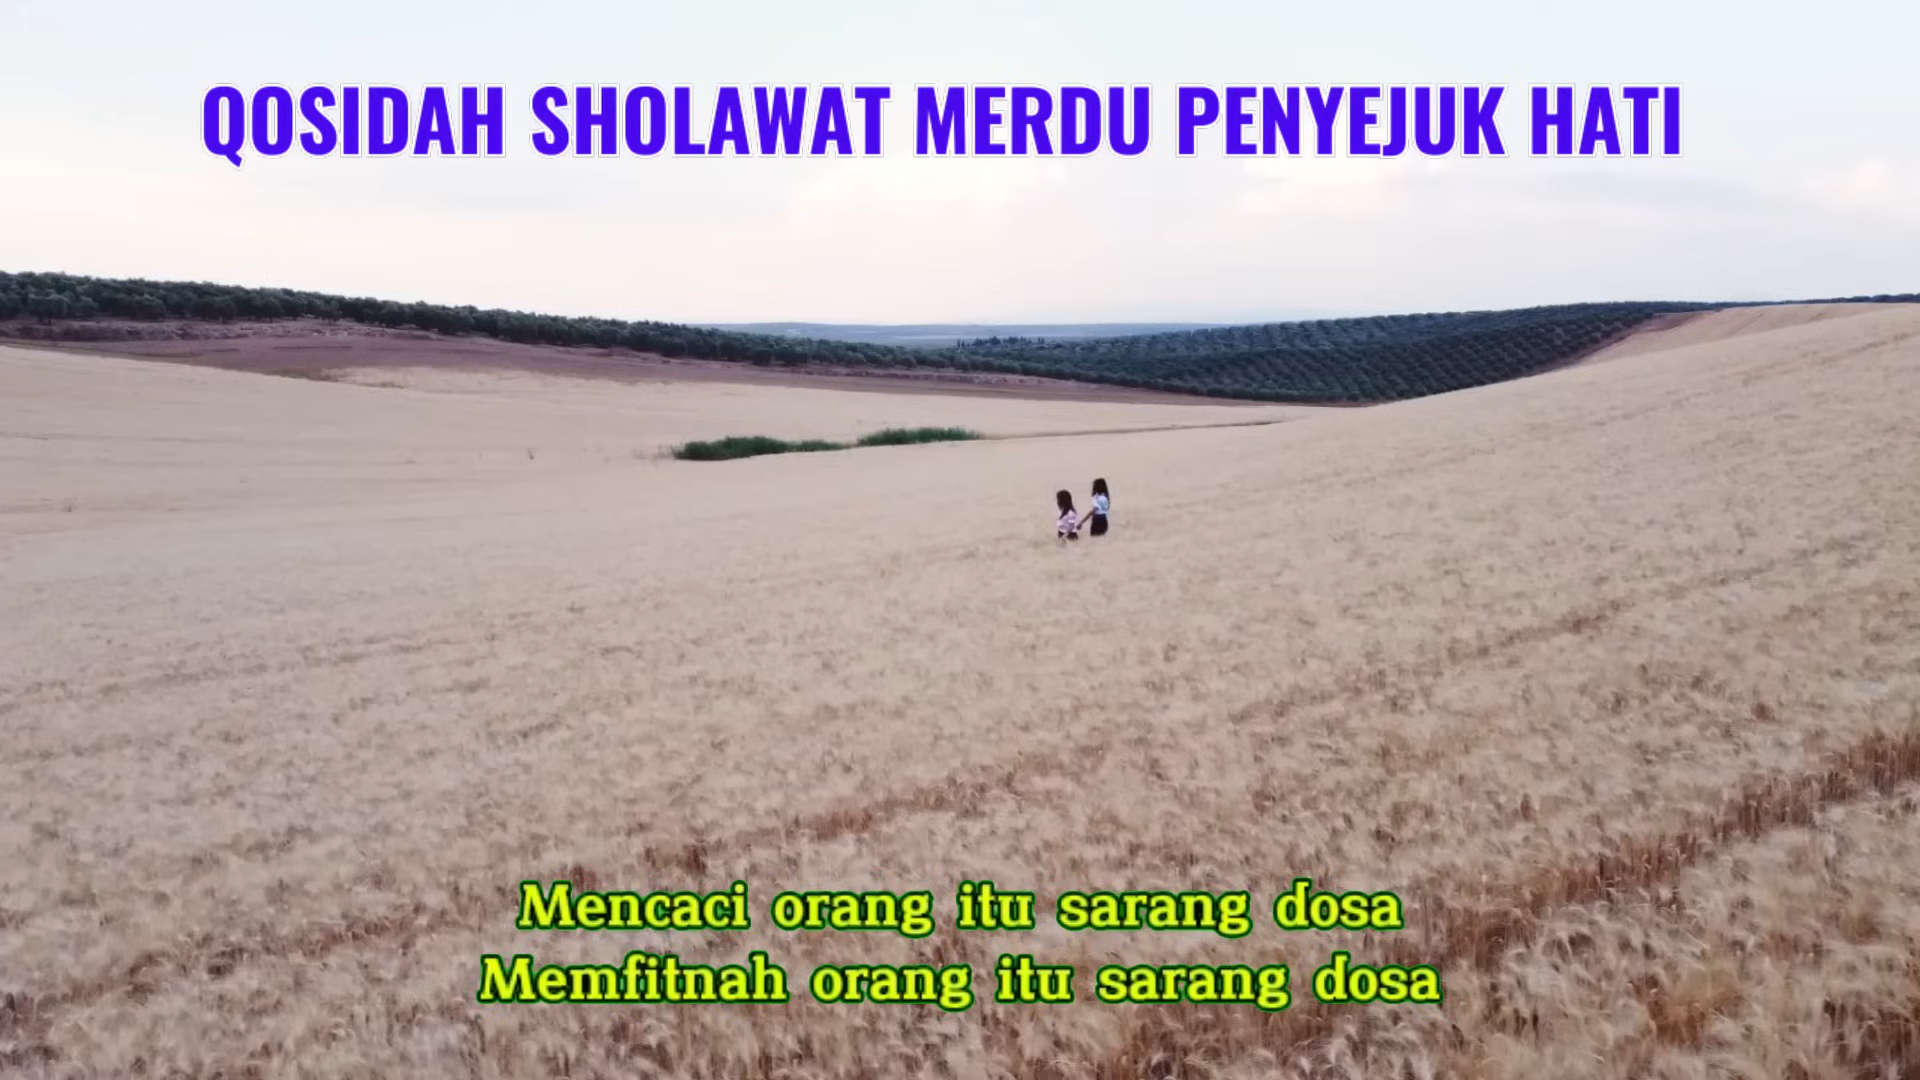 QOSIDAH SHOLAWAT MERDU PENYEJUK HATI
Mencaci orang itu sarang dosa
Memfitnah orang itu sarang dosa